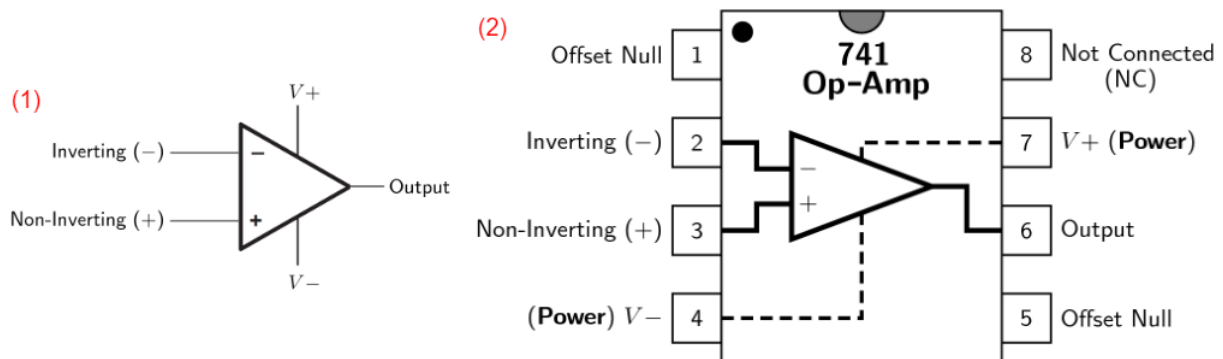 (1)
V+
Inverting (−)
−
Output
Non-Inverting (+)
+
V−
(2)
741
Op-Amp
Offset Null 1
8 Not Connected
(NC)
Inverting (−) 2
7 V+ (Power)
−
+
Non-Inverting (+) 3
6 Output
(Power) V− 4
5 Offset Null